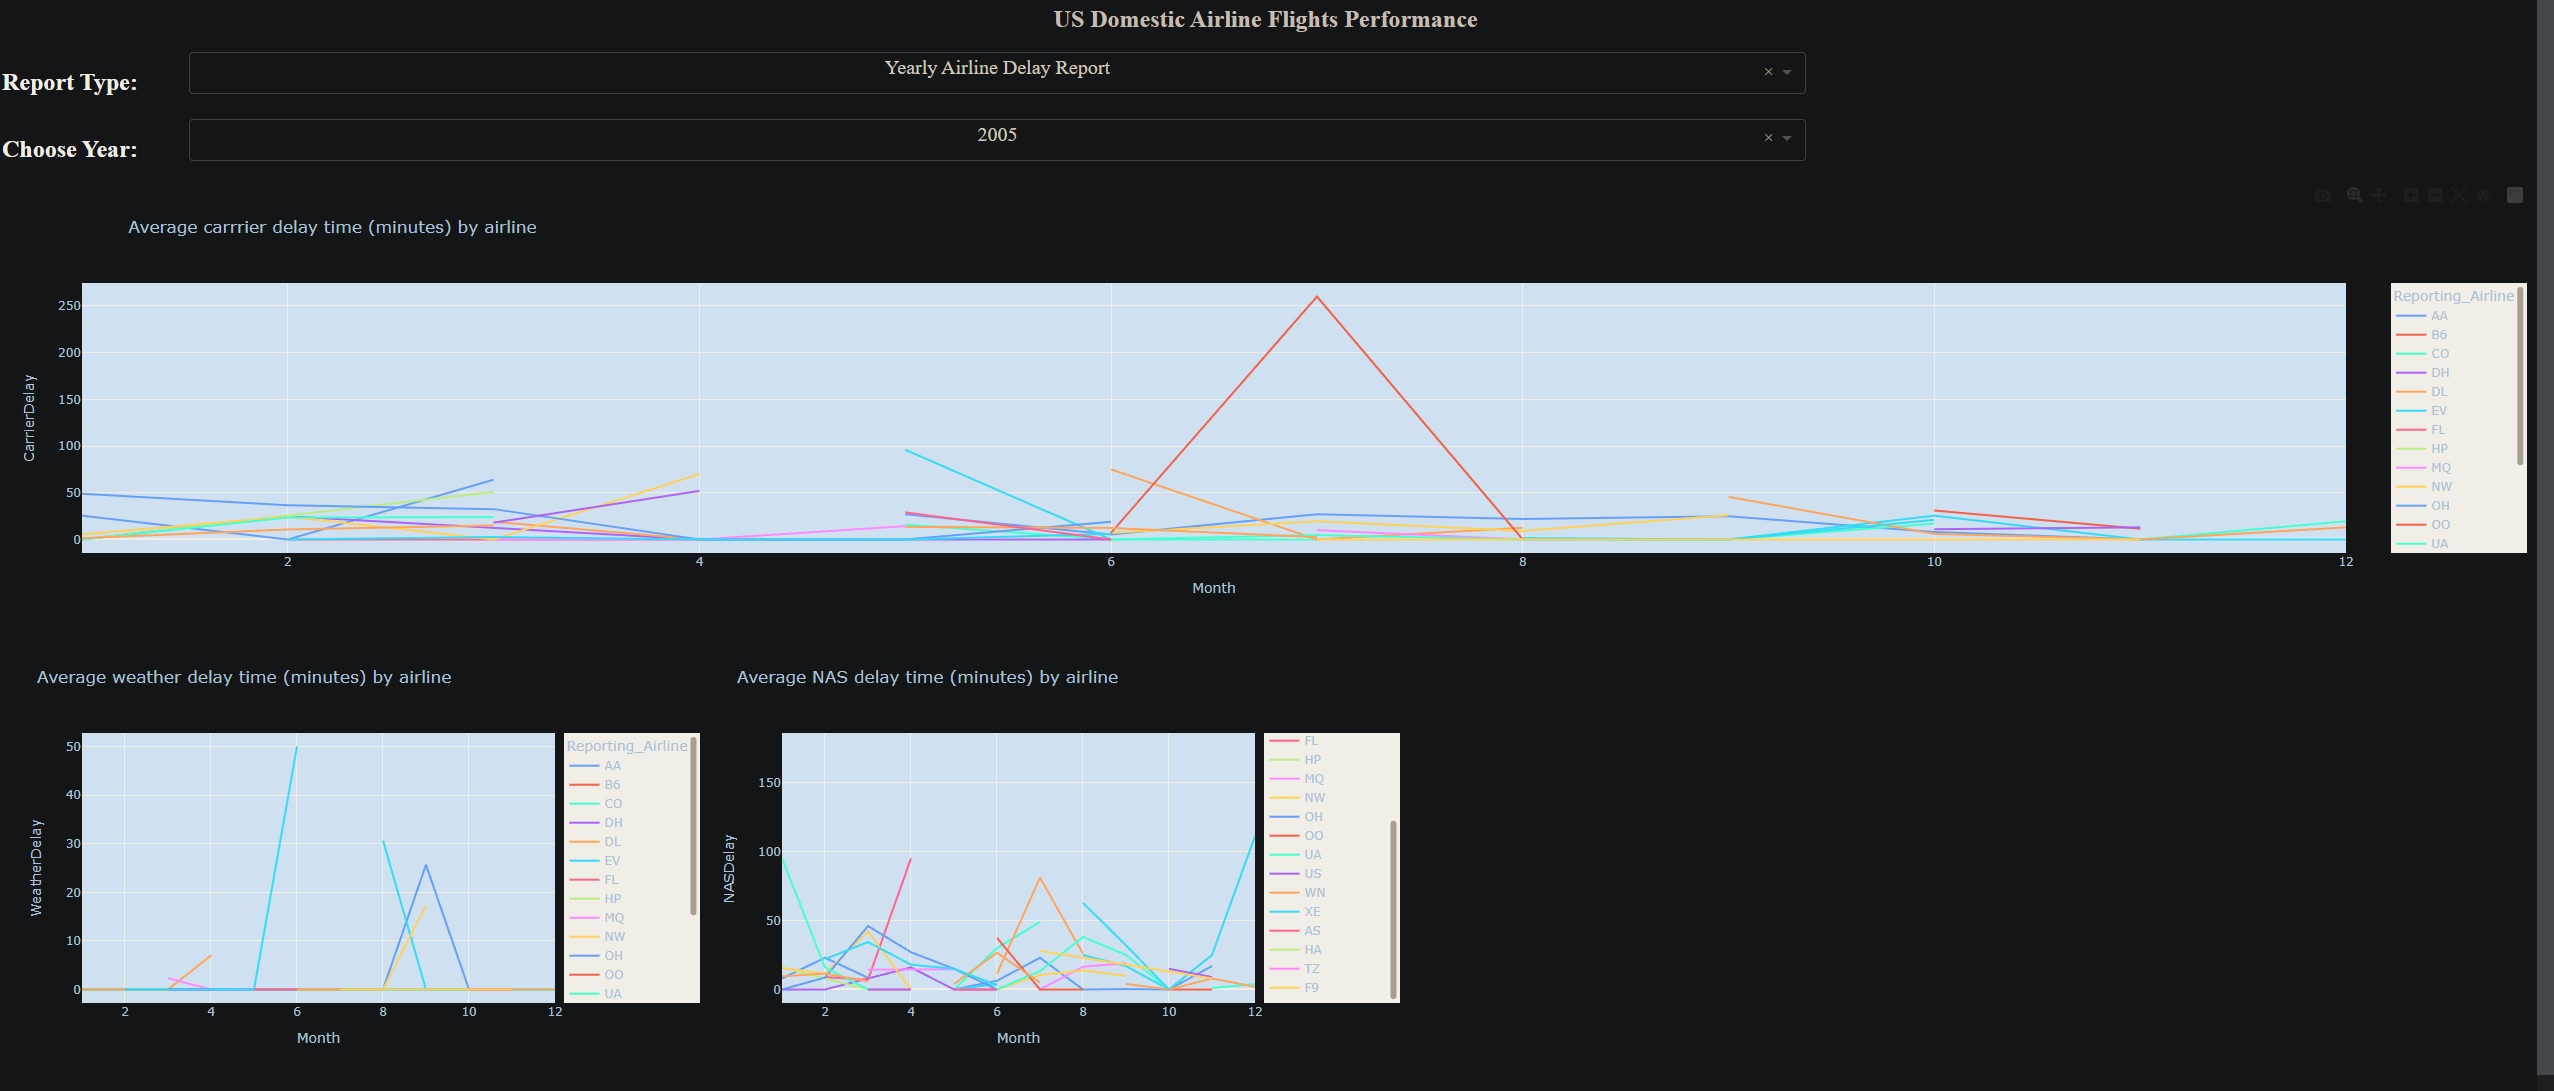 US Domestic Airline Flights Performance
Report Type:
Yearly Airline Delay Report
×
Choose Year:
2005
×
Average carrrier delay time (minutes) by airline
CarrierDelay
250
200
150
100
50
0
2
4
6
8
10
12
Month
Reporting_Airline
AA
B6
CO
DH
DL
EV
FL
HP
MQ
NW
OH
OO
UA
Average weather delay time (minutes) by airline
WeatherDelay
50
40
30
20
10
0
2
4
6
8
10
12
Month
Reporting_Airline
AA
B6
CO
DH
DL
EV
FL
HP
MQ
NW
OH
OO
UA
Average NAS delay time (minutes) by airline
NASDelay
150
100
50
0
2
4
6
8
10
12
Month
FL
HP
MQ
NW
OH
OO
UA
US
WN
XE
AS
HA
TZ
F9